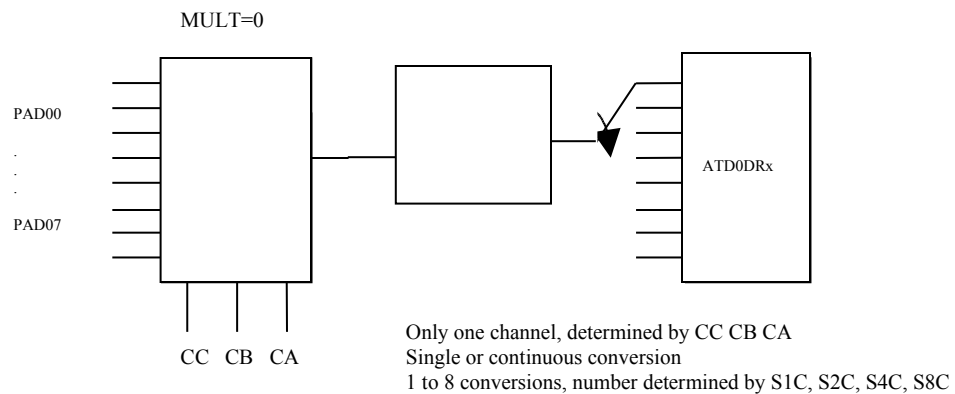 MULT=0
PAD00
.
.
.
PAD07
ATD0DRx
CC CB CA
Only one channel, determined by CC CB CA
Single or continuous conversion
1 to 8 conversions, number determined by S1C, S2C, S4C, S8C